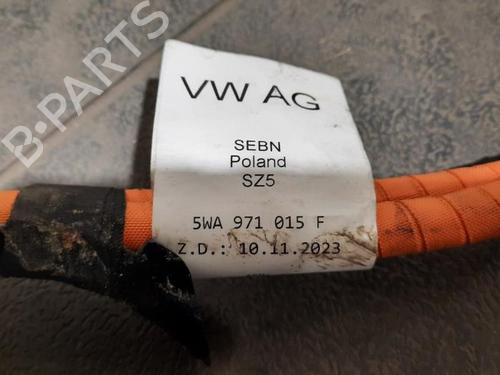 B-PARTS
VW AG
SEBN
Poland
SZ5
5WA 971 015 F
Z.D.: 10.11.2023